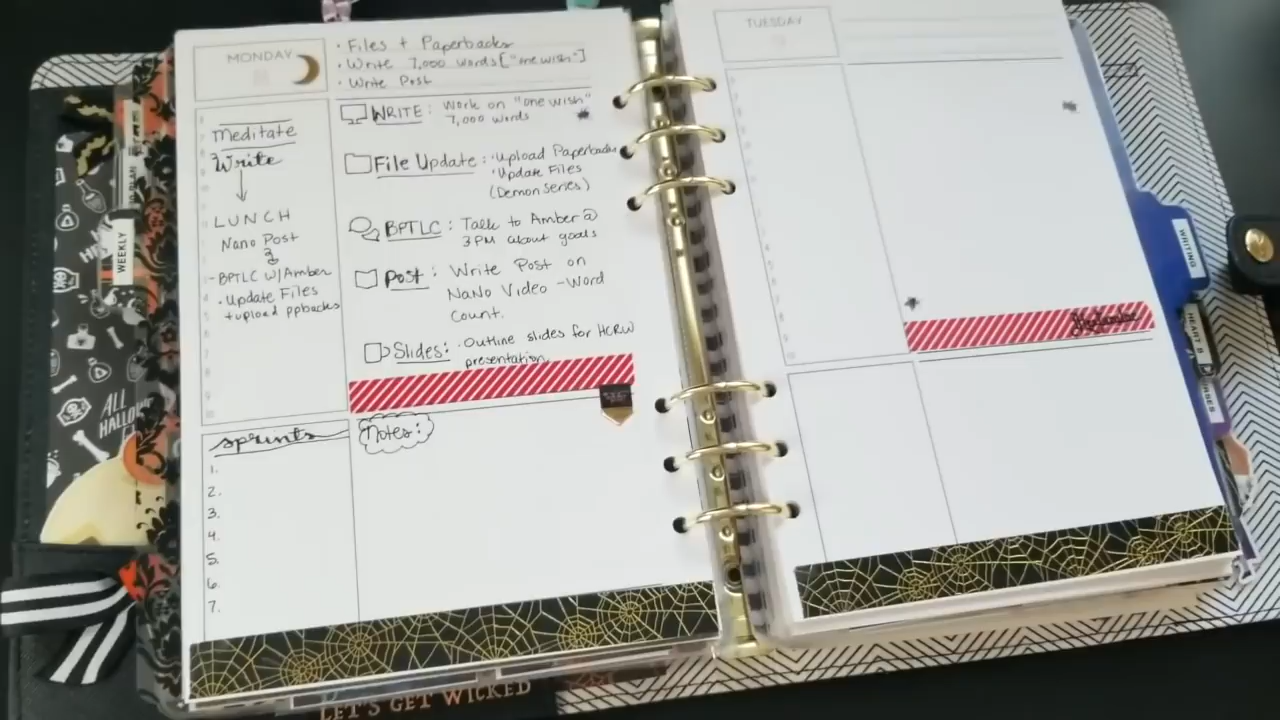 MONDAY
• Files + Paperbacks
• Write 7,000 words ["one wish"]
• Write Post
Meditate
Write
LUNCH
Nano Post
- BPTLC w/Amber
• Update Files
+ upload ppbacks
WRITE: Work on "one wish"
7,000 words
File Update: • Upload Paperbacks
• Update Files
(Demon Series)
BPTLC: Talk to Amber @
3PM about goals
Post: Write Post on
NaNo Video - Word
Count.
Slides: • Outline slides for HCRW
presentation
sprints
1.
2.
3.
4.
5.
6.
7.
Notes:
TUESDAY
WEEKLY
PLAN
ALL
HALLOW
WRITING
HEART B
LET'S GET WICKED